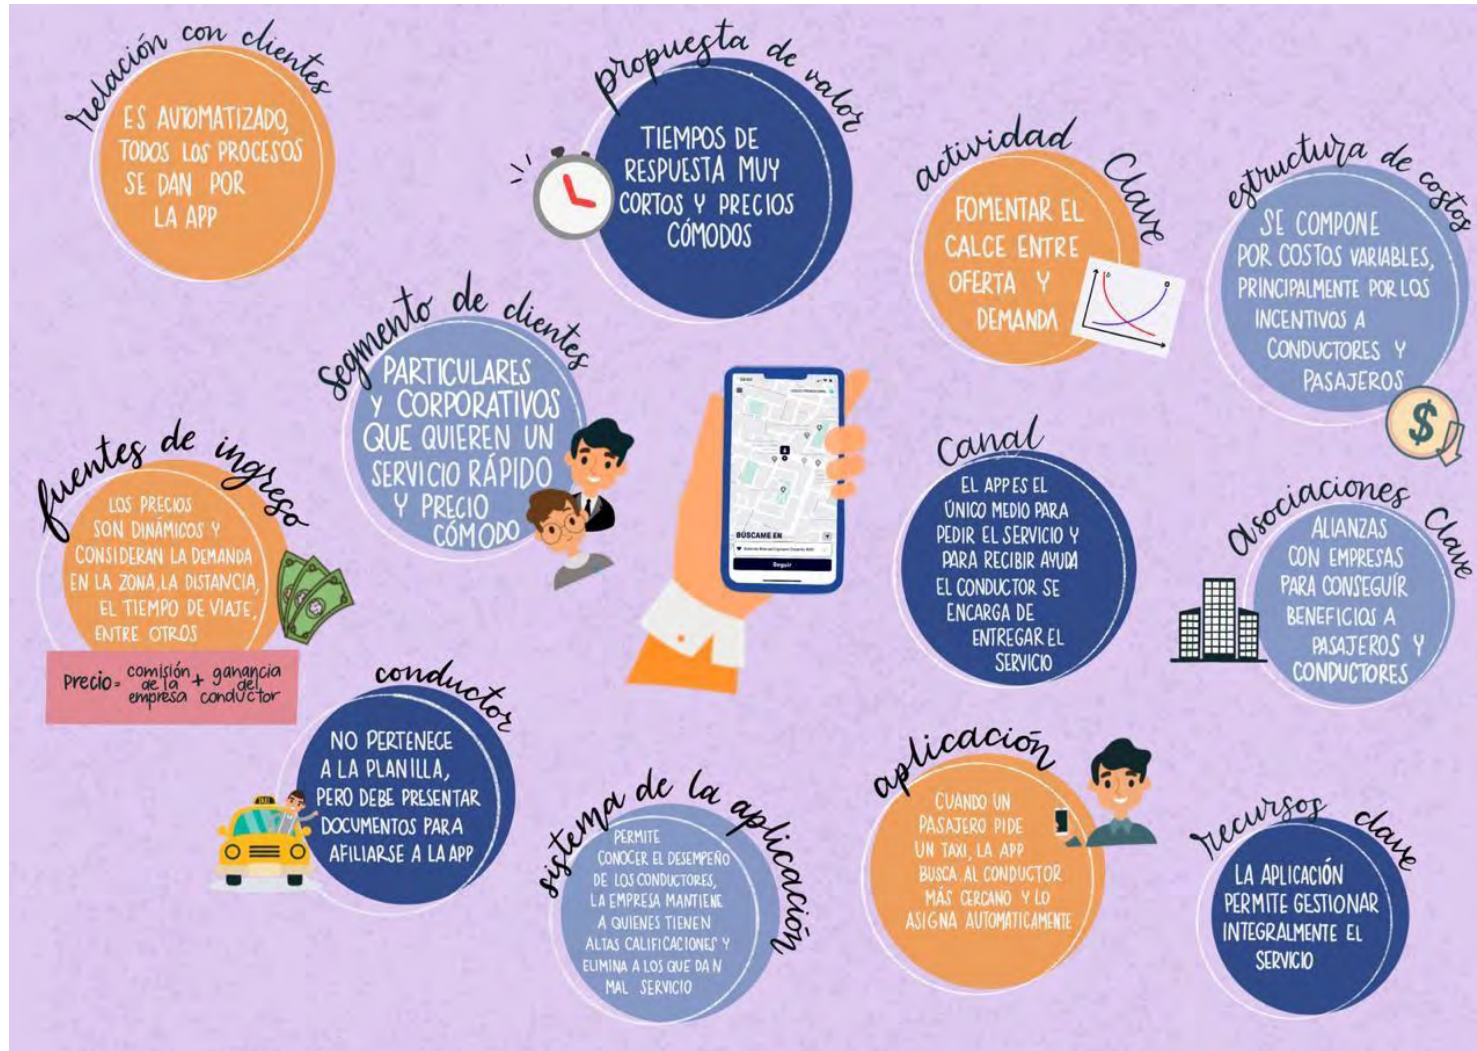 relación con clientes
ES AUTOMATIZADO,
TODOS LOS PROCESOS
SE DAN POR
LA APP
propuesta de valor
TIEMPOS DE
RESPUESTA MUY
CORTOS Y PRECIOS
CÓMODOS
actividad clave
FOMENTAR EL
CALCE ENTRE
OFERTA Y
DEMANDA
estructura de costos
SE COMPONE
POR COSTOS VARIABLES,
PRINCIPALMENTE POR LOS
INCENTIVOS A
CONDUCTORES Y
PASAJEROS
$
segmento de clientes
PARTICULARES
Y CORPORATIVOS
QUE QUIEREN UN
SERVICIO RÁPIDO
Y PRECIO
CÓMODO
BÚSCAME EN
Seguir
fuentes de ingreso
LOS PRECIOS
SON DINÁMICOS Y
CONSIDERAN LA DEMANDA
EN LA ZONA, LA DISTANCIA,
EL TIEMPO DE VIAJE,
ENTRE OTROS
Precio = comisión de la empresa + ganancia del conductor
canal
EL APP ES EL
ÚNICO MEDIO PARA
PEDIR EL SERVICIO Y
PARA RECIBIR AYUDA
EL CONDUCTOR SE
ENCARGA DE
ENTREGAR EL
SERVICIO
asociaciones clave
ALIANZAS
CON EMPRESAS
PARA CONSEGUIR
BENEFICIOS A
PASAJEROS Y
CONDUCTORES
conductor
NO PERTENECE
A LA PLANILLA,
PERO DEBE PRESENTAR
DOCUMENTOS PARA
AFILIARSE A LA APP
TAXI
sistema de la aplicación
PERMITE
CONOCER EL DESEMPEÑO
DE LOS CONDUCTORES,
LA EMPRESA MANTIENE
A QUIENES TIENEN
ALTAS CALIFICACIONES Y
ELIMINA A LOS QUE DAN
MAL SERVICIO
aplicación
CUANDO UN
PASAJERO PIDE
UN TAXI, LA APP
BUSCA AL CONDUCTOR
MÁS CERCANO Y LO
ASIGNA AUTOMÁTICAMENTE
recursos clave
LA APLICACIÓN
PERMITE GESTIONAR
INTEGRALMENTE EL
SERVICIO